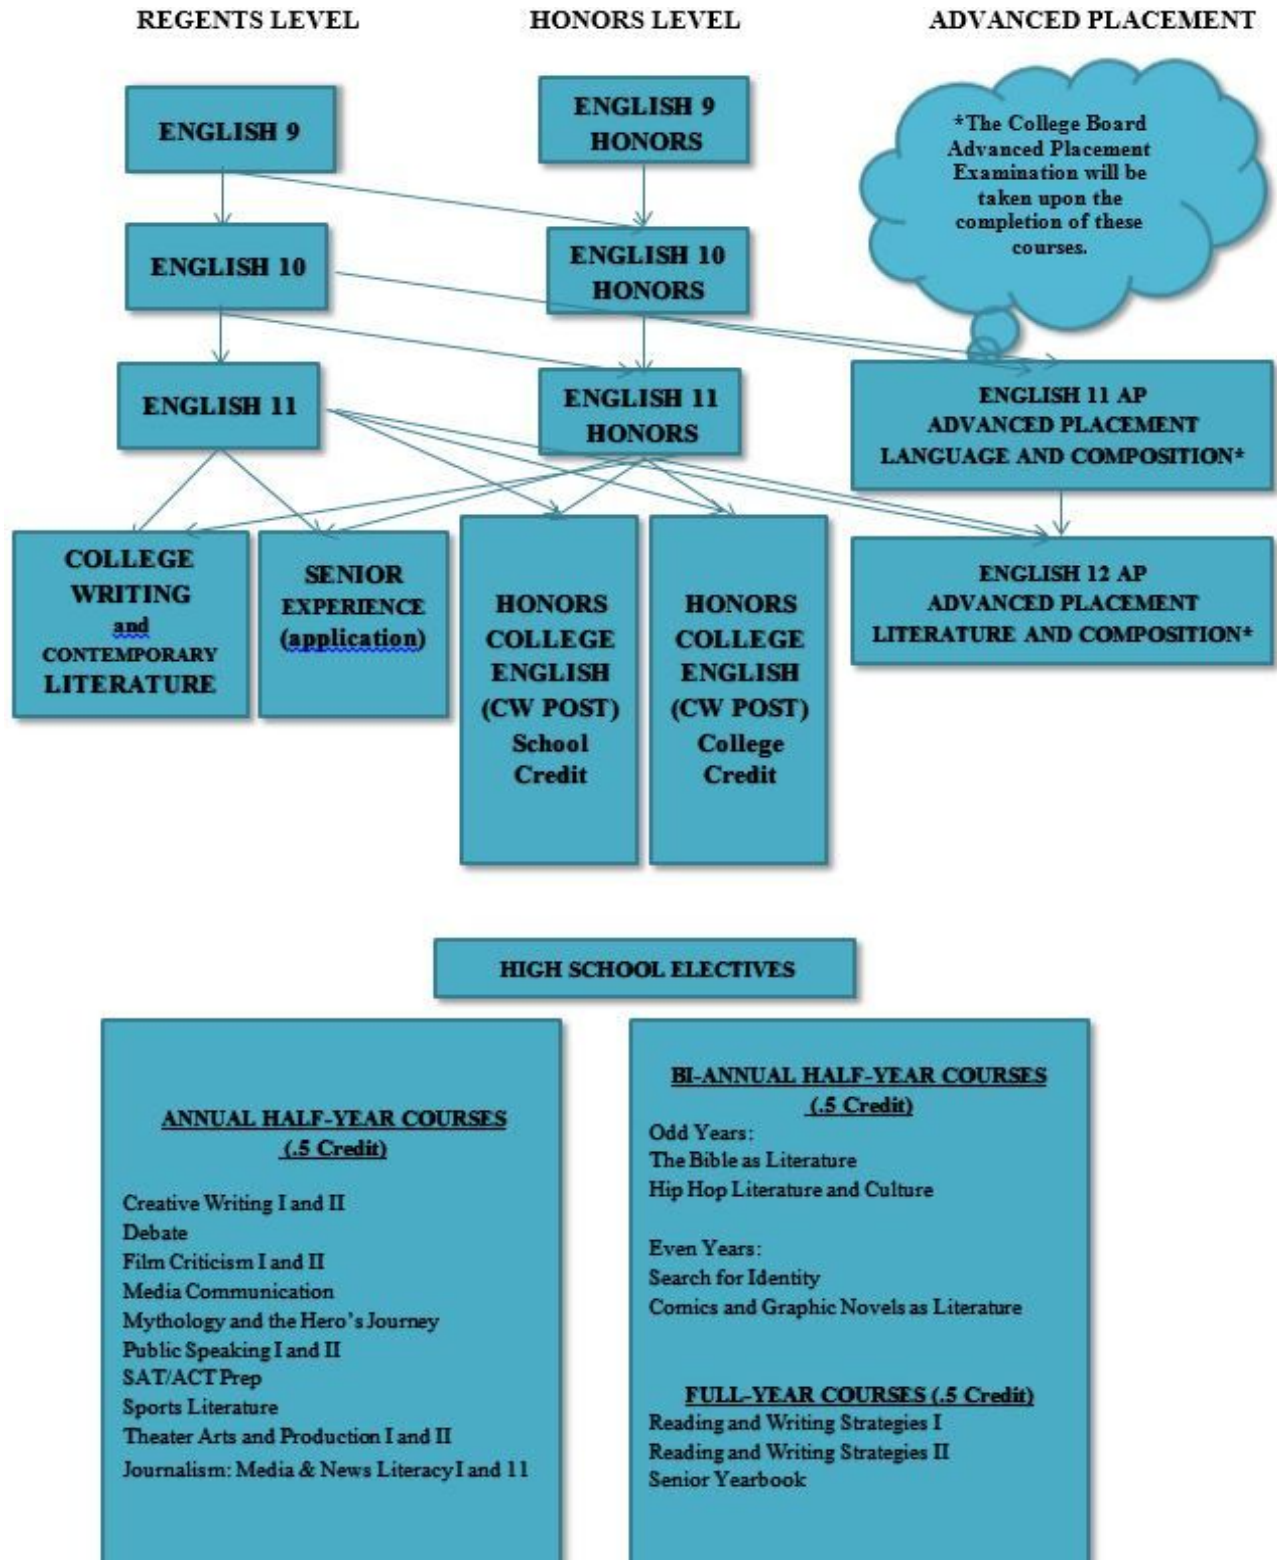 REGENTS LEVEL
HONORS LEVEL
ADVANCED PLACEMENT
ENGLISH 9
ENGLISH 9
HONORS
*The College Board
Advanced Placement
Examination will be
taken upon the
completion of these
courses.
ENGLISH 10
ENGLISH 10
HONORS
ENGLISH 11
ENGLISH 11
HONORS
ENGLISH 11 AP
ADVANCED PLACEMENT
LANGUAGE AND COMPOSITION*
COLLEGE
WRITING
and
CONTEMPORARY
LITERATURE
SENIOR
EXPERIENCE
(application)
HONORS
COLLEGE
ENGLISH
(CW POST)
School
Credit
HONORS
COLLEGE
ENGLISH
(CW POST)
College
Credit
ENGLISH 12 AP
ADVANCED PLACEMENT
LITERATURE AND COMPOSITION*
HIGH SCHOOL ELECTIVES
ANNUAL HALF-YEAR COURSES
(.5 Credit)
Creative Writing I and II
Debate
Film Criticism I and II
Media Communication
Mythology and the Hero's Journey
Public Speaking I and II
SAT/ACT Prep
Sports Literature
Theater Arts and Production I and II
Journalism: Media & News Literacy I and 11
BI-ANNUAL HALF-YEAR COURSES
(.5 Credit)
Odd Years:
The Bible as Literature
Hip Hop Literature and Culture
Even Years:
Search for Identity
Comics and Graphic Novels as Literature
FULL-YEAR COURSES (.5 Credit)
Reading and Writing Strategies I
Reading and Writing Strategies II
Senior Yearbook